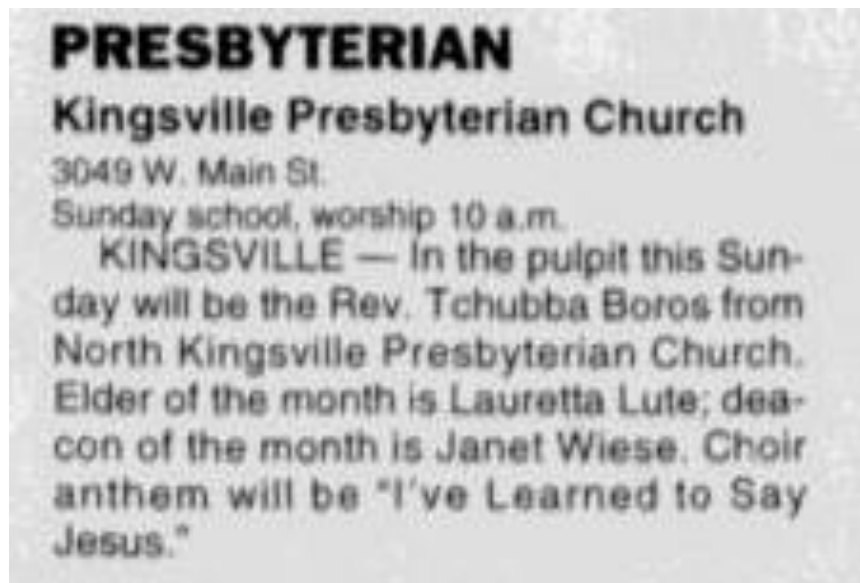 PRESBYTERIAN
Kingsville Presbyterian Church
3049 W. Main St.
Sunday school, worship 10 a.m.
KINGSVILLE — In the pulpit this Sun-
day will be the Rev. Tchubba Boros from
North Kingsville Presbyterian Church.
Elder of the month is Lauretta Lute; dea-
con of the month is Janet Wiese. Choir
anthem will be "I've Learned to Say
Jesus."